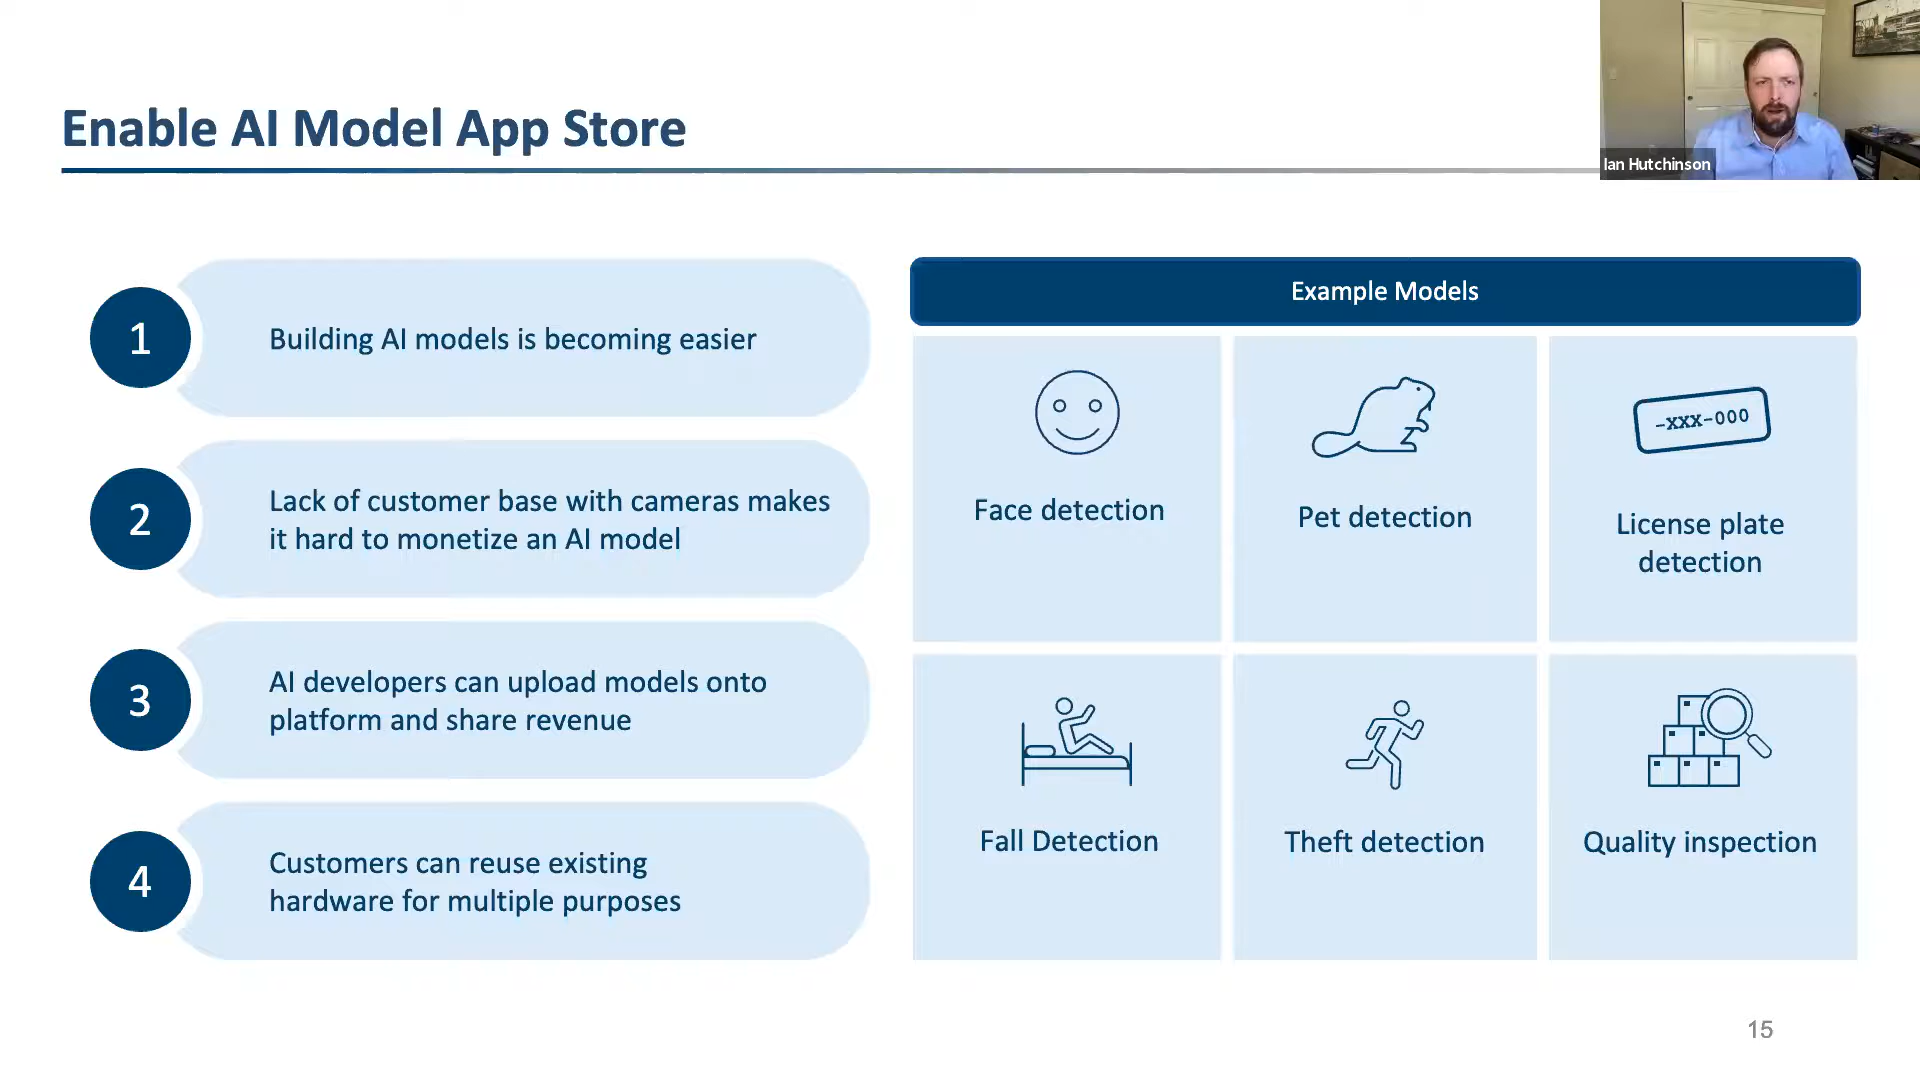 Enable AI Model App Store
Ian Hutchinson
1
Building AI models is becoming easier
2
Lack of customer base with cameras makes
it hard to monetize an AI model
3
AI developers can upload models onto
platform and share revenue
4
Customers can reuse existing
hardware for multiple purposes
Example Models
Face detection
Pet detection
-XXX-000
License plate
detection
Fall Detection
Theft detection
Quality inspection
15